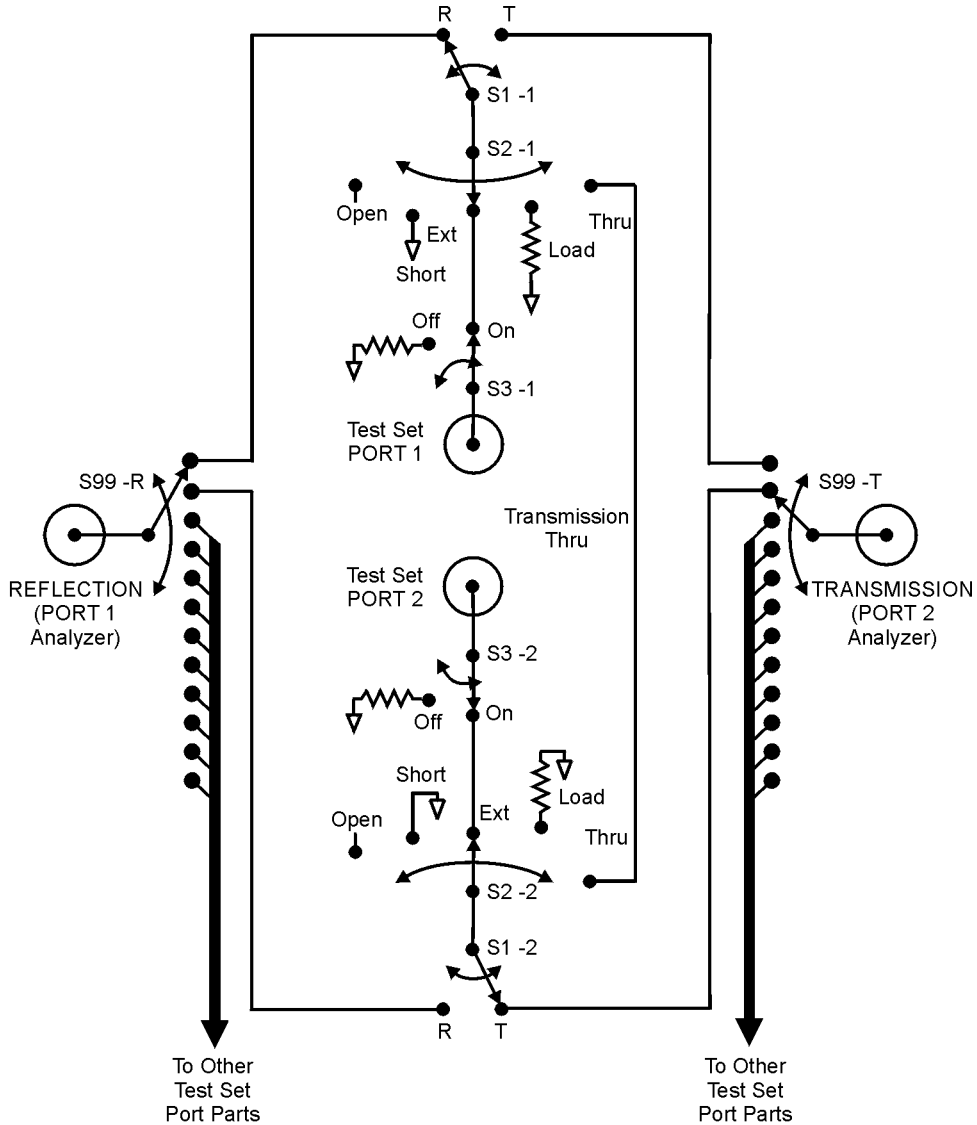 R T
S1 -1
S2 -1
Open
Ext
Short
Load
Thru
Off
On
S3 -1
Test Set
PORT 1
S99 -R
S99 -T
REFLECTION
(PORT 1
Analyzer)
Transmission
Thru
TRANSMISSION
(PORT 2
Analyzer)
Test Set
PORT 2
S3 -2
Off
On
Short
Load
Open
Ext
Thru
S2 -2
S1 -2
R T
To Other
Test Set
Port Parts
To Other
Test Set
Port Parts